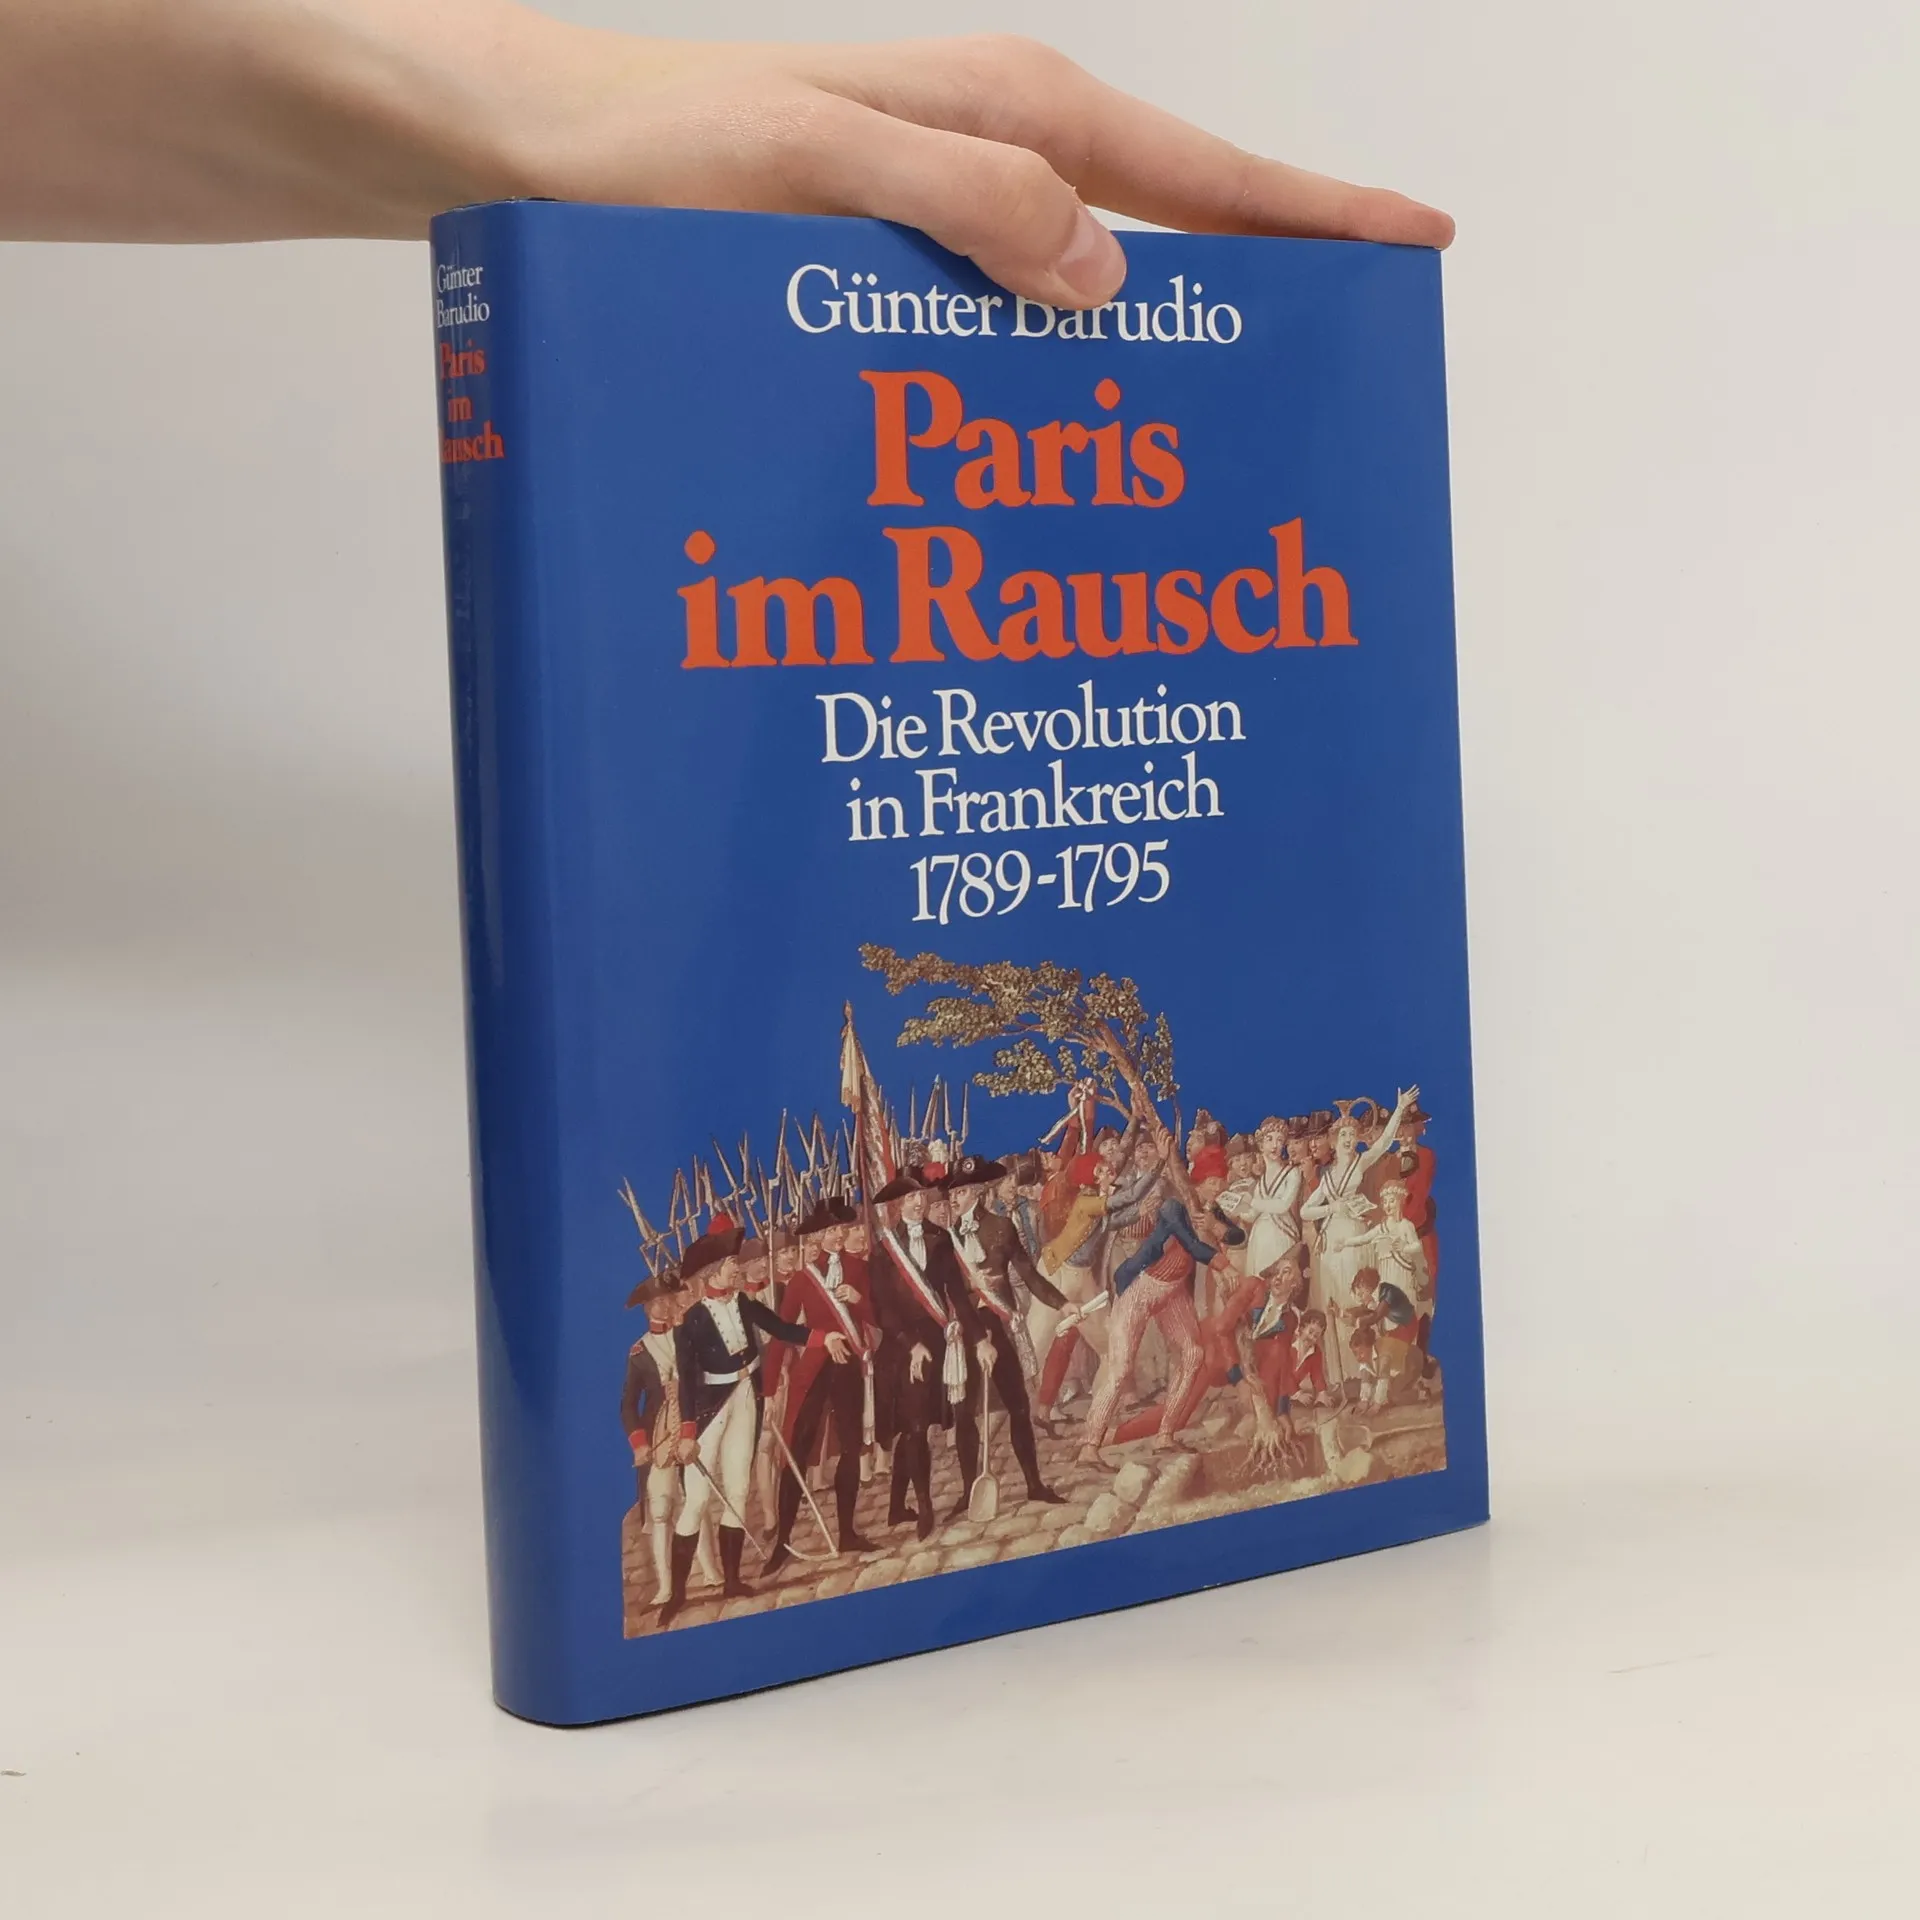 Günter
Barudio
Paris
im
Rausch
Günter Barudio
Paris
im Rausch
Die Revolution
in Frankreich
1789-1795